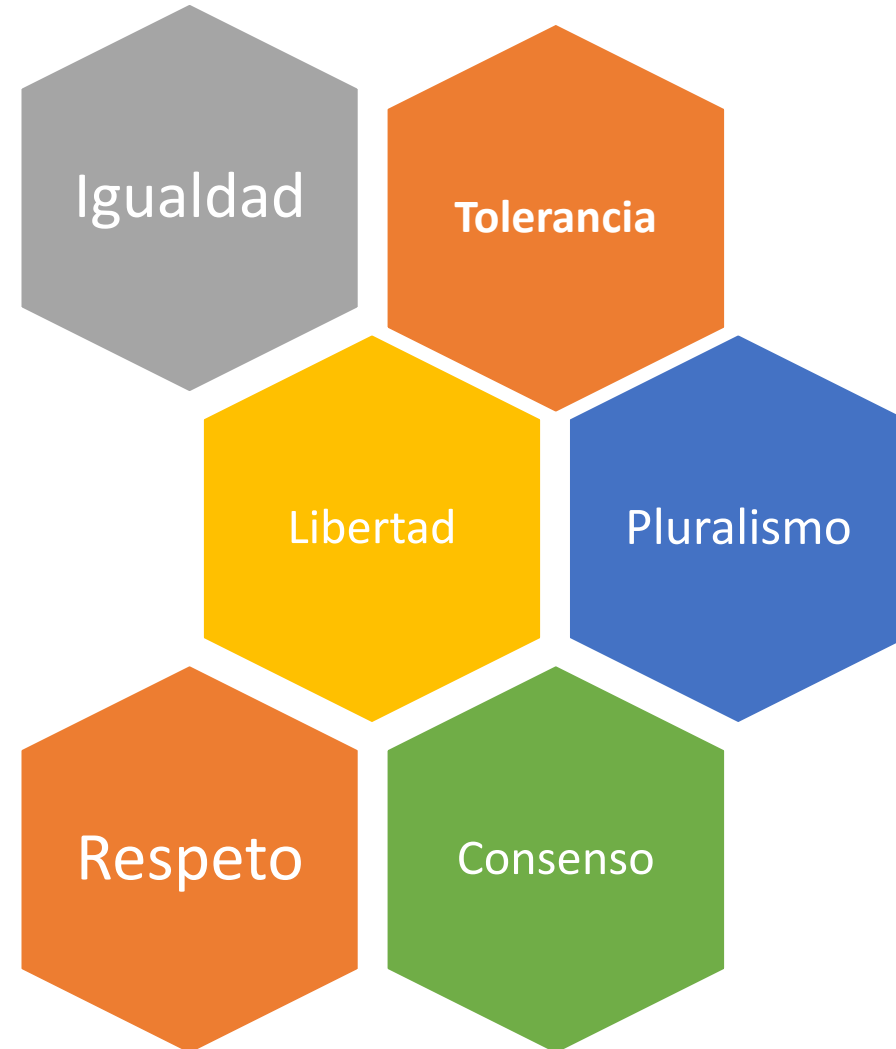 Igualdad
Tolerancia
Libertad
Pluralismo
Respeto
Consenso